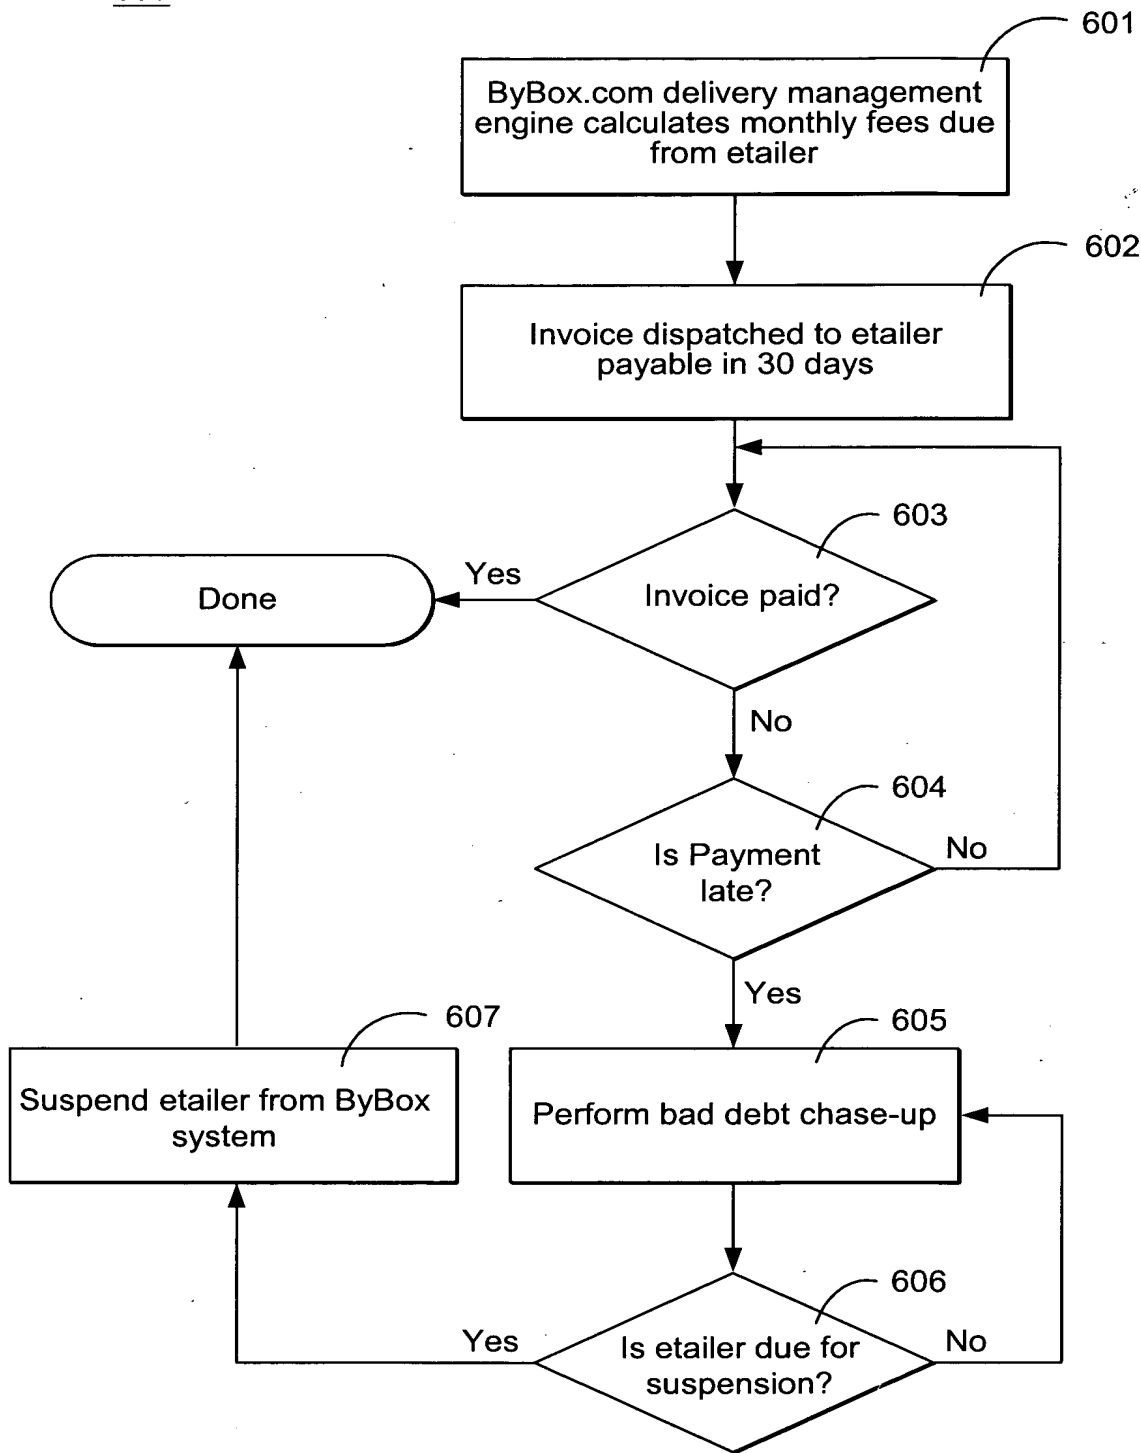 601
ByBox.com delivery management
engine calculates monthly fees due
from etailer
602
Invoice dispatched to etailer
payable in 30 days
603
Invoice paid?
Yes
Done
No
604
Is Payment
late?
No
Yes
605
Perform bad debt chase-up
607
Suspend etailer from ByBox
system
606
Is etailer due for
suspension?
Yes
No